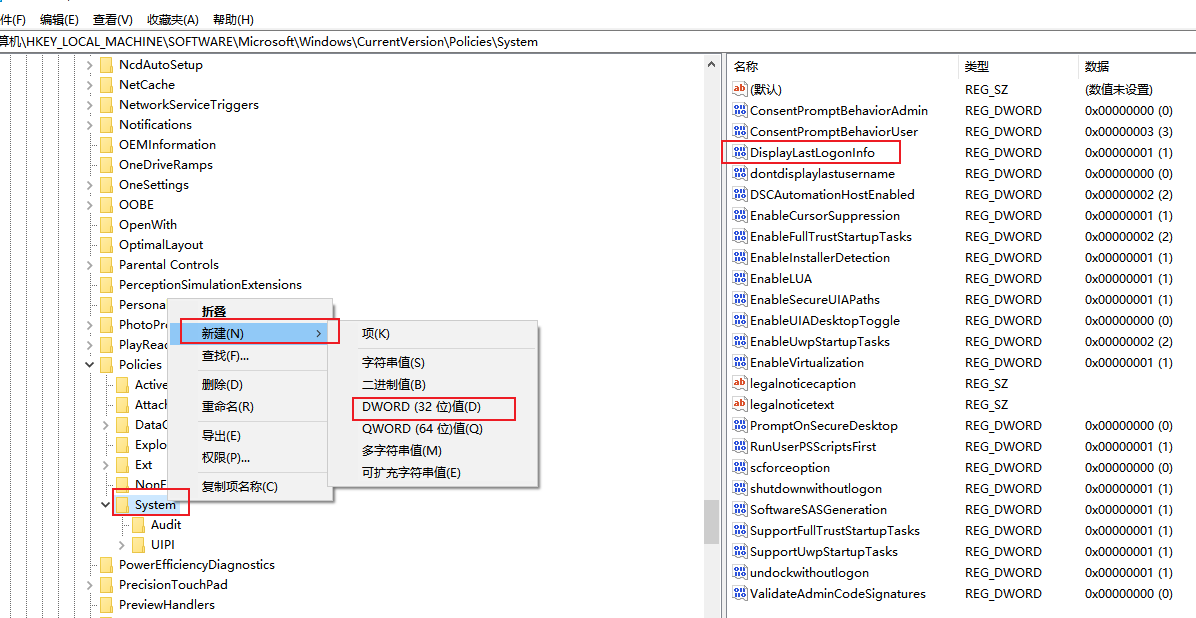 件(F) 编辑(E) 查看(V) 收藏夹(A) 帮助(H)
算机\HKEY_LOCAL_MACHINE\SOFTWARE\Microsoft\Windows\CurrentVersion\Policies\System
NcdAutoSetup
NetCache
NetworkServiceTriggers
Notifications
OEMInformation
OneDriveRamps
OneSettings
OOBE
OpenWith
OptimalLayout
Parental Controls
PerceptionSimulationExtensions
Persona
PhotoPr
PlayRead
Policies
Active
Attach
DataC
Explo
Ext
NonE
System
Audit
UIPI
PowerEfficiencyDiagnostics
PrecisionTouchPad
PreviewHandlers
折叠
新建(N)
查找(F)...
删除(D)
重命名(R)
导出(E)
权限(P)...
复制项名称(C)
项(K)
字符串值(S)
二进制值(B)
DWORD (32 位)值(D)
QWORD (64 位)值(Q)
多字符串值(M)
可扩充字符串值(E)
名称 类型 数据
(默认) REG_SZ (数值未设置)
ConsentPromptBehaviorAdmin REG_DWORD 0x00000000 (0)
ConsentPromptBehaviorUser REG_DWORD 0x00000003 (3)
DisplayLastLogonInfo REG_DWORD 0x00000001 (1)
dontdisplaylastusername REG_DWORD 0x00000000 (0)
DSCAutomationHostEnabled REG_DWORD 0x00000002 (2)
EnableCursorSuppression REG_DWORD 0x00000001 (1)
EnableFullTrustStartupTasks REG_DWORD 0x00000002 (2)
EnableInstallerDetection REG_DWORD 0x00000001 (1)
EnableLUA REG_DWORD 0x00000001 (1)
EnableSecureUIAPaths REG_DWORD 0x00000001 (1)
EnableUIADesktopToggle REG_DWORD 0x00000000 (0)
EnableUwpStartupTasks REG_DWORD 0x00000002 (2)
EnableVirtualization REG_DWORD 0x00000001 (1)
legalnoticecaption REG_SZ
legalnoticetext REG_SZ
PromptOnSecureDesktop REG_DWORD 0x00000000 (0)
RunUserPSScriptsFirst REG_DWORD 0x00000001 (1)
scforceoption REG_DWORD 0x00000000 (0)
shutdownwithoutlogon REG_DWORD 0x00000001 (1)
SoftwareSASGeneration REG_DWORD 0x00000001 (1)
SupportFullTrustStartupTasks REG_DWORD 0x00000001 (1)
SupportUwpStartupTasks REG_DWORD 0x00000001 (1)
undockwithoutlogon REG_DWORD 0x00000001 (1)
ValidateAdminCodeSignatures REG_DWORD 0x00000000 (0)